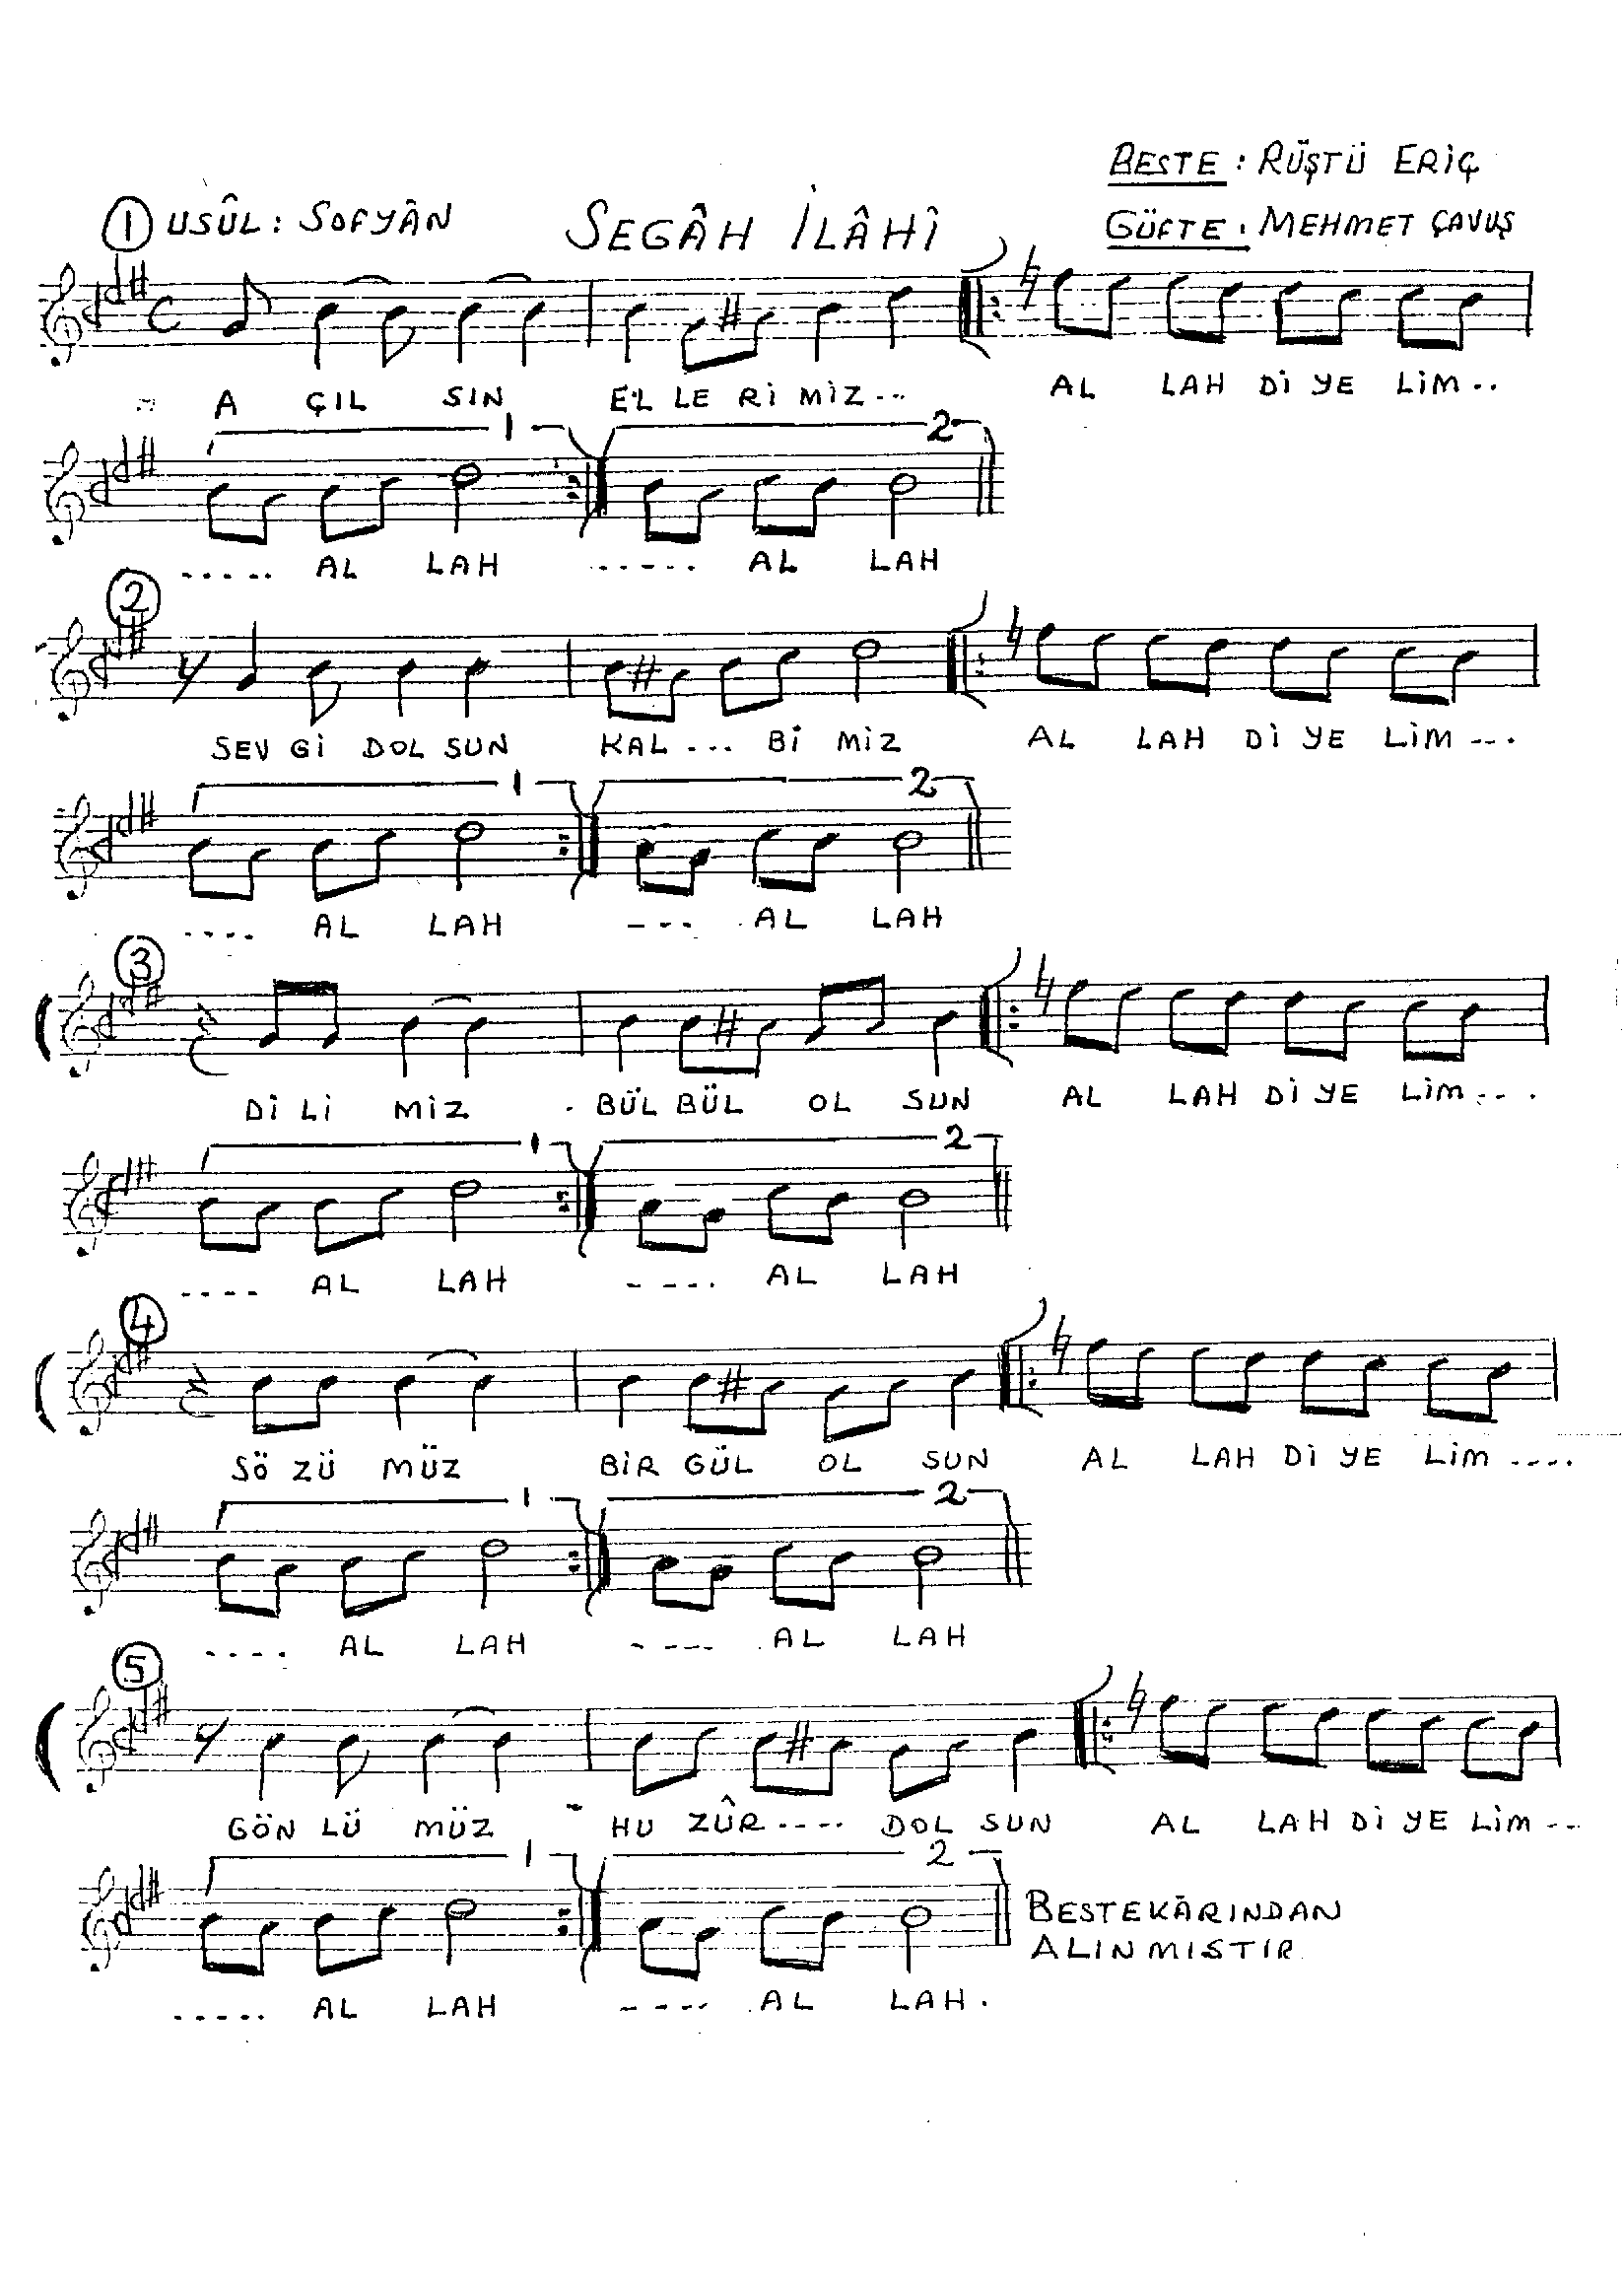 BESTE : RÜŞTÜ ERİÇ
① USÛL : SOFYÂN SEGÂH İLÂHÎ GÜFTE : MEHMET ÇAVUŞ
A ÇIL SIN EL LE Rİ MİZ... AL LAH Dİ YE LİM..
1 2
..... AL LAH ...... AL LAH
②
SEV Gİ DOL SUN KAL ... Bİ MİZ AL LAH Dİ YE LİM ...
1 2
.... AL LAH ---. AL LAH
③
Dİ Lİ MİZ BÜL BÜL OL SUN AL LAH Dİ YE LİM ....
1 2
.... AL LAH ----. AL LAH
④
SÖ ZÜ MÜZ BİR GÜL OL SUN AL LAH Dİ YE LİM ....
1 2
.... AL LAH ---- AL LAH
⑤
GÖN LÜ MÜZ HU ZÛR .... DOL SUN AL LAH Dİ YE LİM ...
1 2
BESTEKÂRINDAN
ALINMISTIR.
..... AL LAH ---- AL LAH.